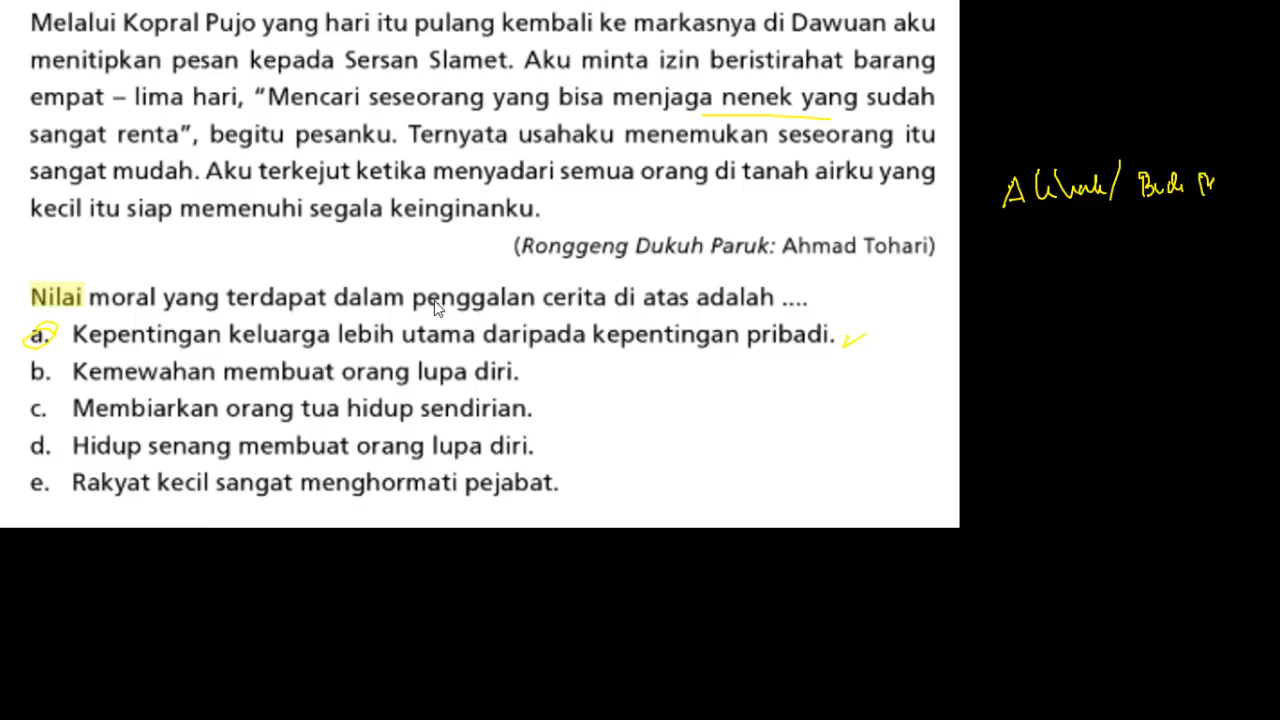 Melalui Kopral Pujo yang hari itu pulang kembali ke markasnya di Dawuan aku
menitipkan pesan kepada Sersan Slamet. Aku minta izin beristirahat barang
empat – lima hari, “Mencari seseorang yang bisa menjaga nenek yang sudah
sangat renta”, begitu pesanku. Ternyata usahaku menemukan seseorang itu
sangat mudah. Aku terkejut ketika menyadari semua orang di tanah airku yang
kecil itu siap memenuhi segala keinginanku.
(Ronggeng Dukuh Paruk: Ahmad Tohari)
Nilai moral yang terdapat dalam penggalan cerita di atas adalah ....
a. Kepentingan keluarga lebih utama daripada kepentingan pribadi.
b. Kemewahan membuat orang lupa diri.
c. Membiarkan orang tua hidup sendirian.
d. Hidup senang membuat orang lupa diri.
e. Rakyat kecil sangat menghormati pejabat.